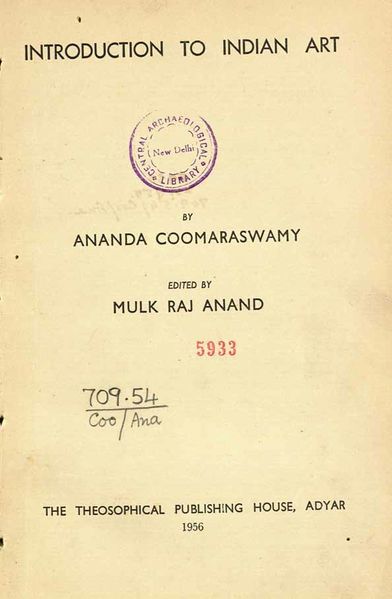 INTRODUCTION TO INDIAN ART
CENTRAL ARCHAEOLOGICAL
(New Delhi)
LIBRARY
BY
ANANDA COOMARASWAMY
EDITED BY
MULK RAJ ANAND
5933
709.54
Coo/Ana
THE THEOSOPHICAL PUBLISHING HOUSE, ADYAR
1956